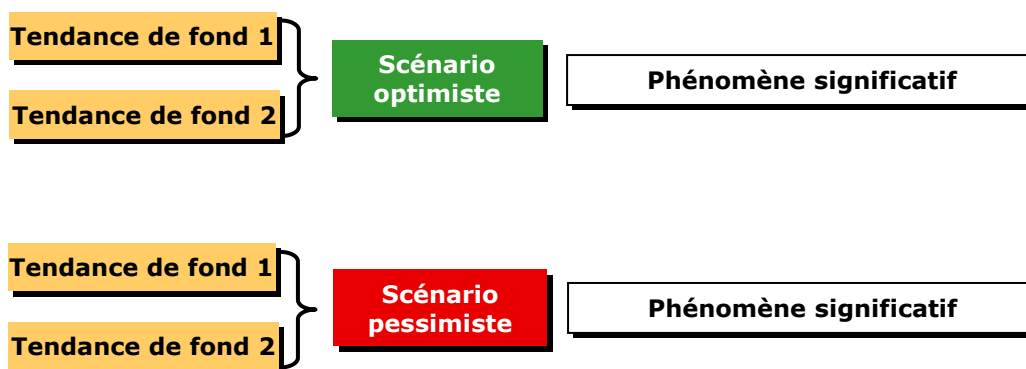 Tendance de fond 1
Tendance de fond 2
Scénario
optimiste
Phénomène significatif
Tendance de fond 1
Tendance de fond 2
Scénario
pessimiste
Phénomène significatif